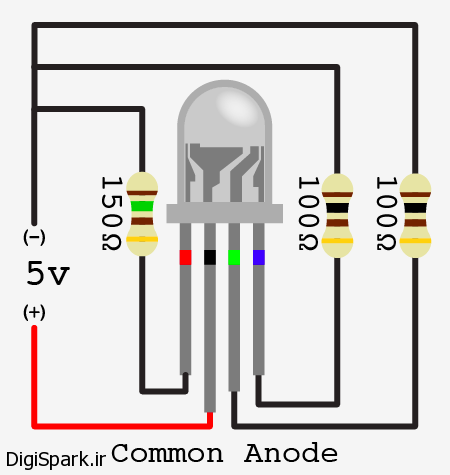 150Ω
100Ω
100Ω
(-)
5v
(+)
DigiSpark.ir
Common Anode